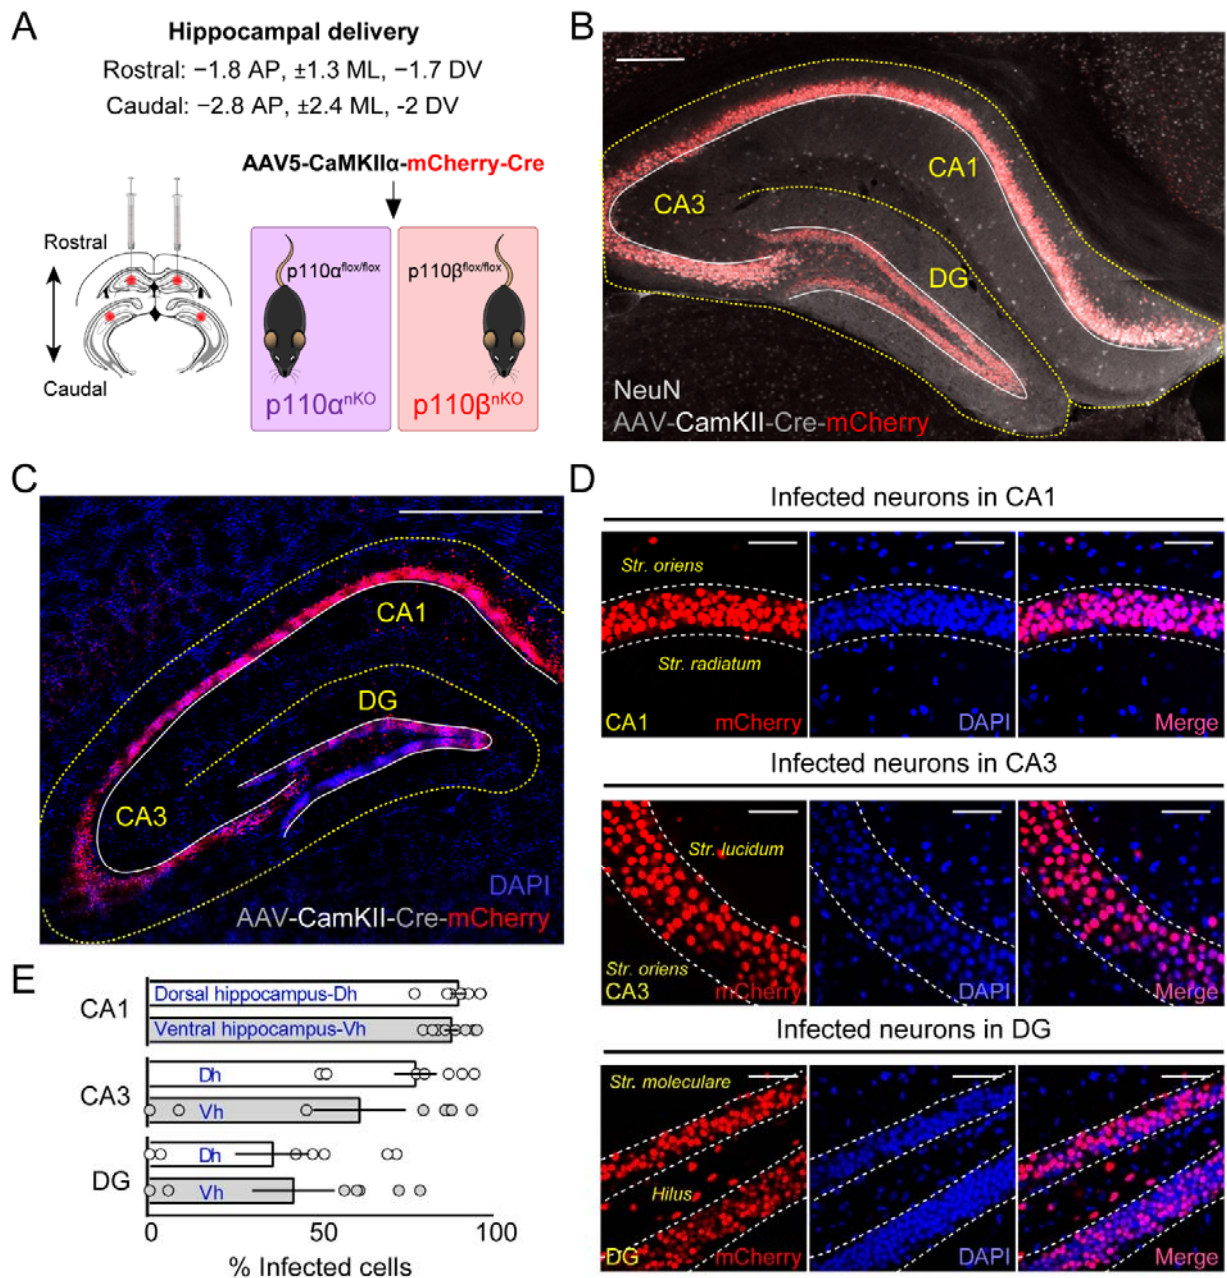 A
Hippocampal delivery
Rostral: −1.8 AP, ±1.3 ML, −1.7 DV
Caudal: −2.8 AP, ±2.4 ML, -2 DV
AAV5-CaMKIIα-mCherry-Cre
Rostral
Caudal
p110α^flox/flox
p110β^flox/flox
p110α^nKO
p110β^nKO
B
CA1
CA3
DG
NeuN
AAV-CamKII-Cre-mCherry
C
CA1
DG
CA3
DAPI
AAV-CamKII-Cre-mCherry
D
Infected neurons in CA1
Str. oriens
Str. radiatum
CA1 mCherry
DAPI
Merge
Infected neurons in CA3
Str. lucidum
Str. oriens
CA3 mCherry
DAPI
Merge
Infected neurons in DG
Str. moleculare
Hilus
DG mCherry
DAPI
Merge
E
CA1
Dorsal hippocampus-Dh
Ventral hippocampus-Vh
CA3
Dh
Vh
DG
Dh
Vh
0 50 100
% Infected cells